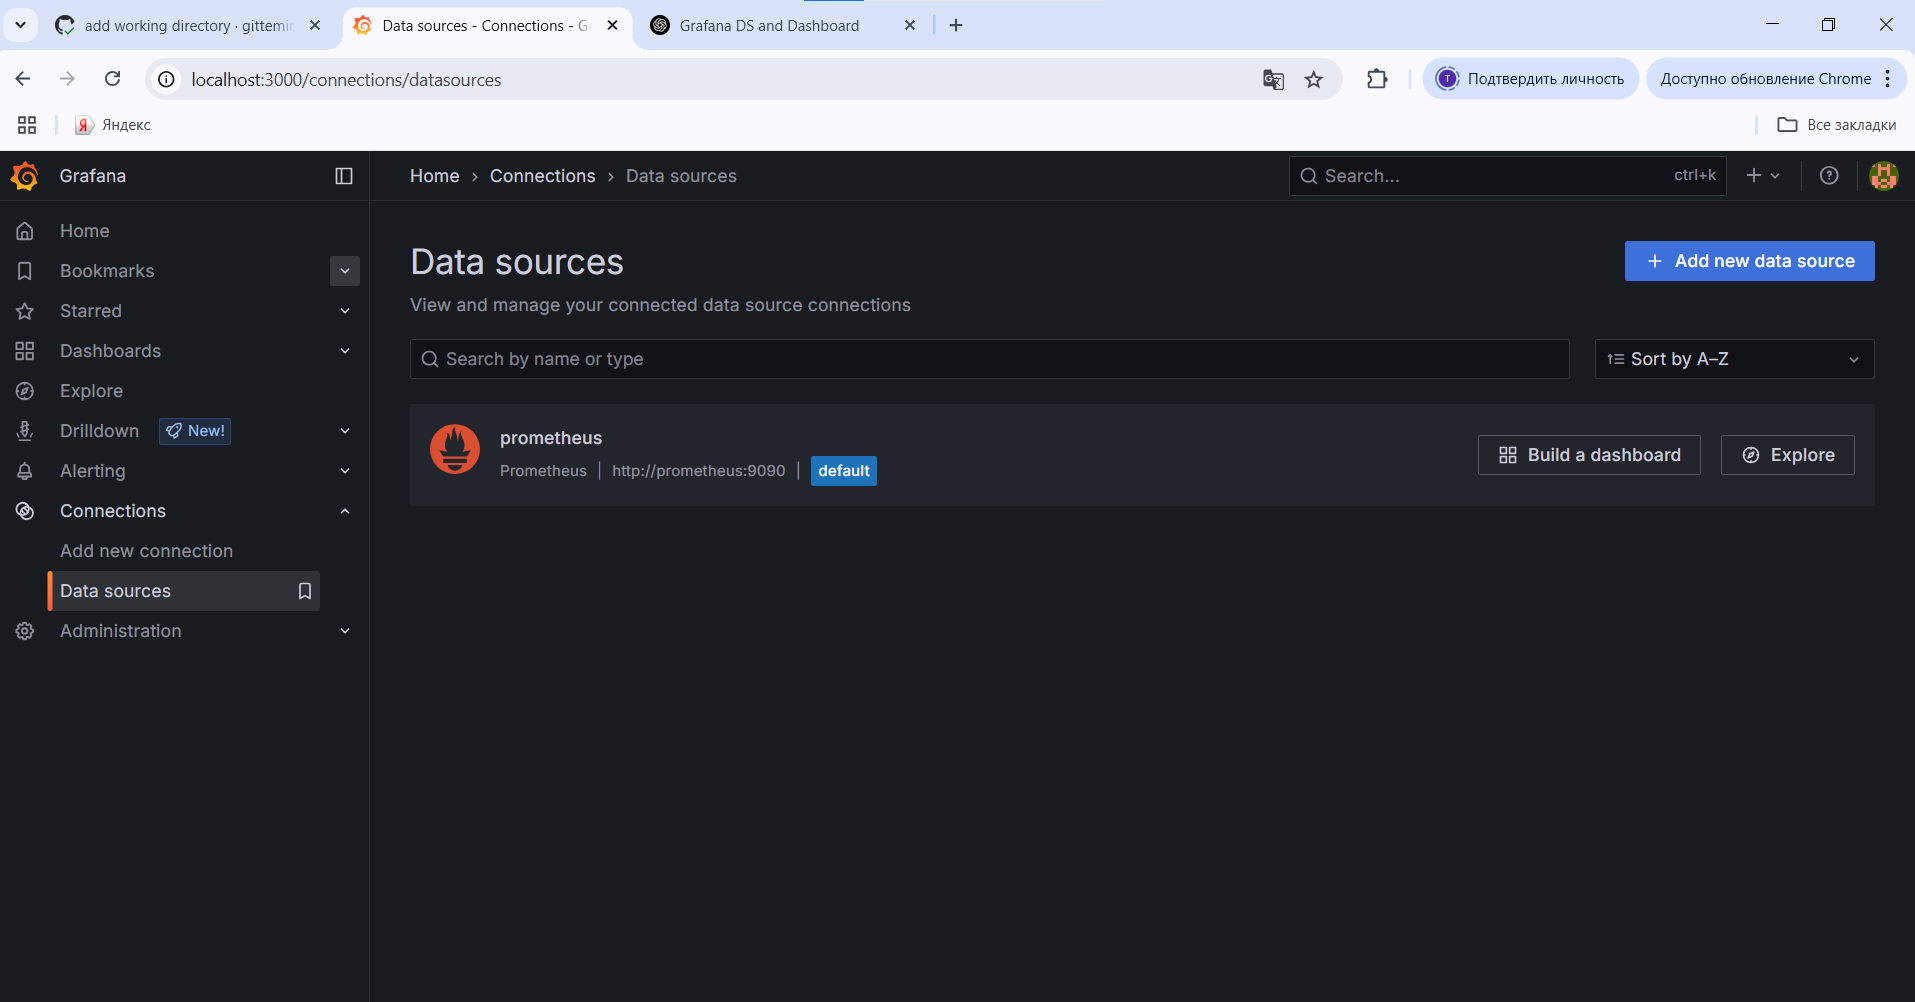 add working directory · gittemin
Data sources - Connections - G
Grafana DS and Dashboard
localhost:3000/connections/datasources
Подтвердить личность
Доступно обновление Chrome
Яндекс
Все закладки
Grafana
Home › Connections › Data sources
Search...
ctrl+k
Home
Bookmarks
Starred
Dashboards
Explore
Drilldown
New!
Alerting
Connections
Add new connection
Data sources
Administration
Data sources
Add new data source
View and manage your connected data source connections
Search by name or type
Sort by A–Z
prometheus
Prometheus | http://prometheus:9090 | default
Build a dashboard
Explore